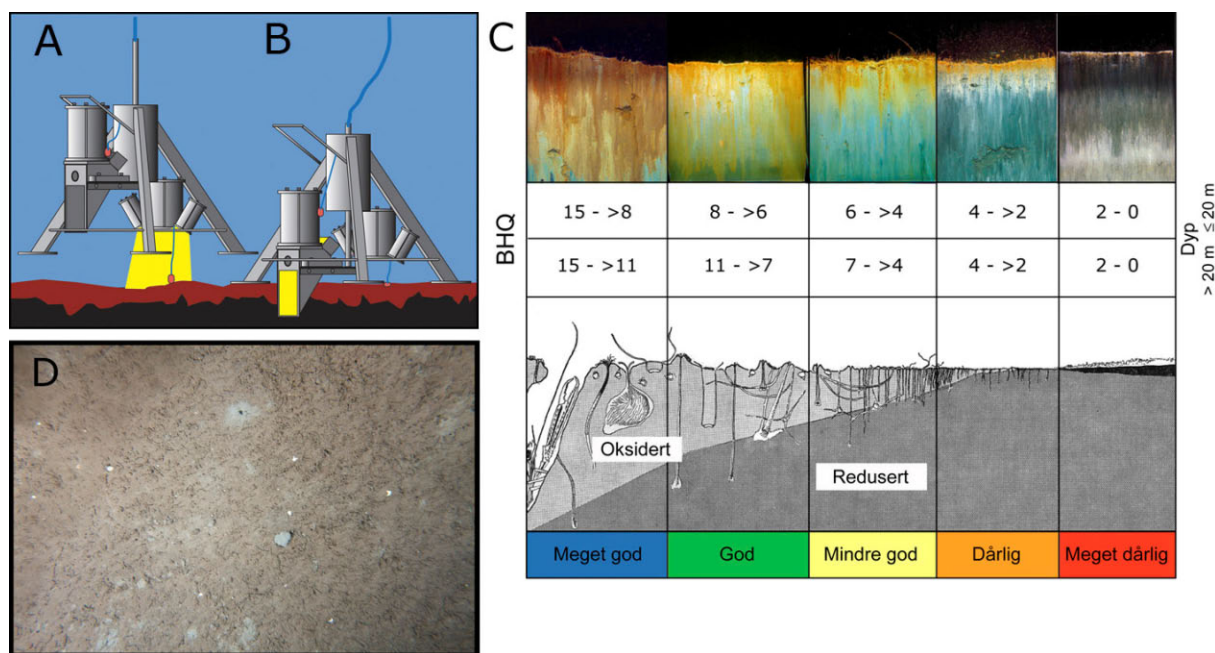 A
B
C
BHQ
15 - >8
8 - >6
6 - >4
4 - >2
2 - 0
15 - >11
11 - >7
7 - >4
4 - >2
2 - 0
Dyp
> 20 m ≤ 20 m
Oksidert
Redusert
Meget god
God
Mindre god
Dårlig
Meget dårlig
D